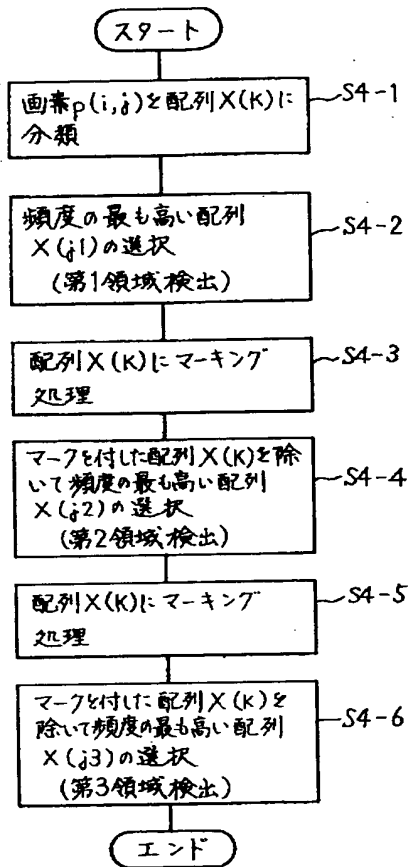 スタート
画素p(i,j)を配列X(K)に
分類
S4-1
頻度の最も高い配列
X(j1)の選択
(第1領域検出)
S4-2
配列X(K)にマーキング
処理
S4-3
マークを付した配列X(K)を除
いて頻度の最も高い配列
X(j2)の選択
(第2領域検出)
S4-4
配列X(K)にマーキング
処理
S4-5
マークを付した配列X(K)を
除いて頻度の最も高い配列
X(j3)の選択
(第3領域検出)
S4-6
エンド